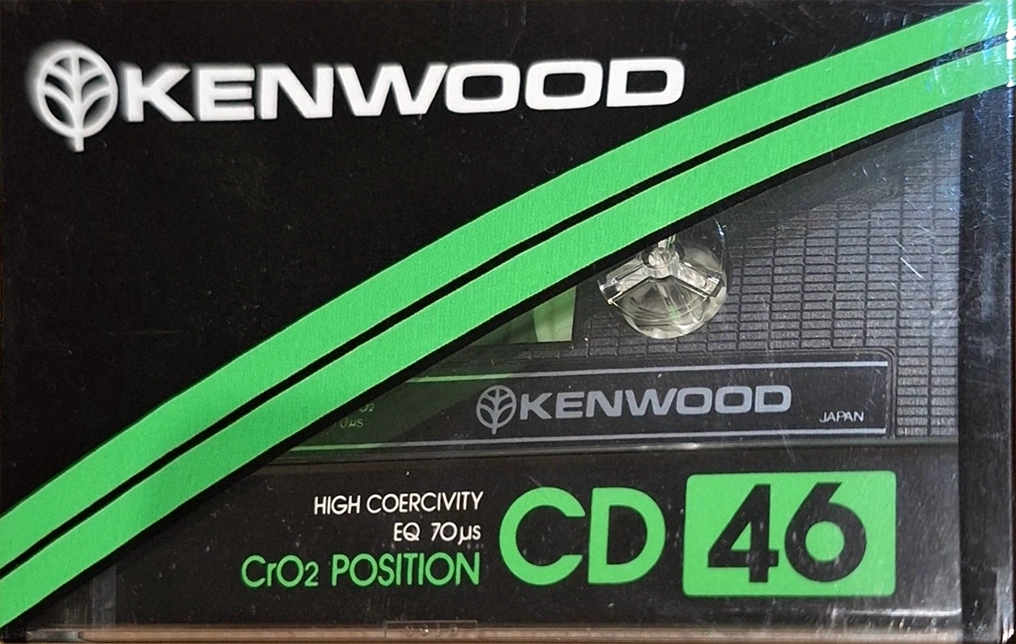 KENWOOD
KENWOOD
JAPAN
HIGH COERCIVITY
EQ 70µs
CrO2 POSITION
CD 46